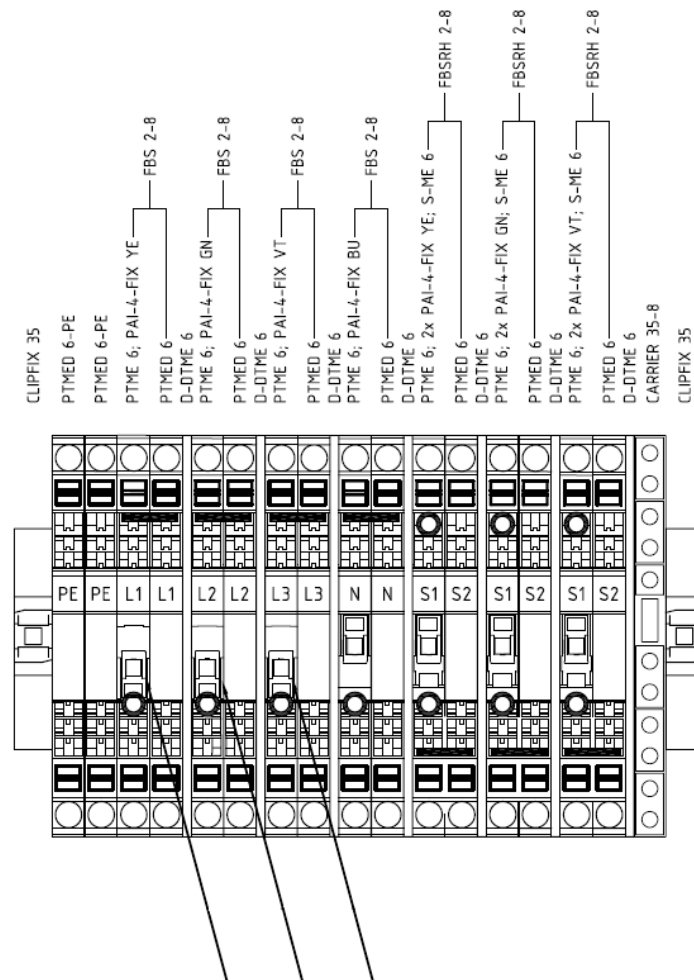 CLIPFIX 35
PTMED 6-PE
PTMED 6-PE
PTME 6; PAI-4-FIX YE
FBS 2-8
PTMED 6
D-DTME 6
PTME 6; PAI-4-FIX GN
FBS 2-8
PTMED 6
D-DTME 6
PTME 6; PAI-4-FIX VT
FBS 2-8
PTMED 6
D-DTME 6
PTME 6; PAI-4-FIX BU
FBS 2-8
PTMED 6
D-DTME 6
PTME 6; 2x PAI-4-FIX YE; S-ME 6
FBSRH 2-8
PTMED 6
D-DTME 6
PTME 6; 2x PAI-4-FIX GN; S-ME 6
FBSRH 2-8
PTMED 6
D-DTME 6
PTME 6; 2x PAI-4-FIX VT; S-ME 6
FBSRH 2-8
PTMED 6
D-DTME 6
CARRIER 35-8
CLIPFIX 35
PE PE L1 L1 L2 L2 L3 L3 N N S1 S2 S1 S2 S1 S2